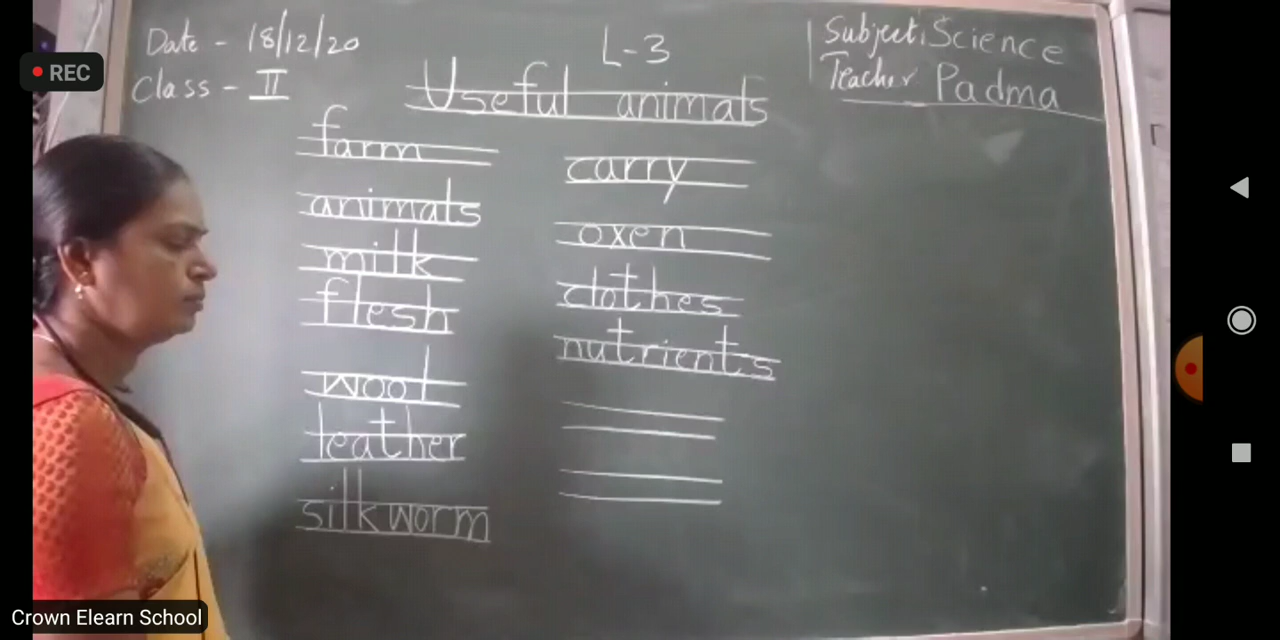 Date - 18/12/20
L-3
Subject: Science
REC
Class - II
Teacher Padma
Useful animals
farm
carry
animals
oxen
milk
clothes
flesh
nutrients
wool
leather
silkworm
Crown Elearn School